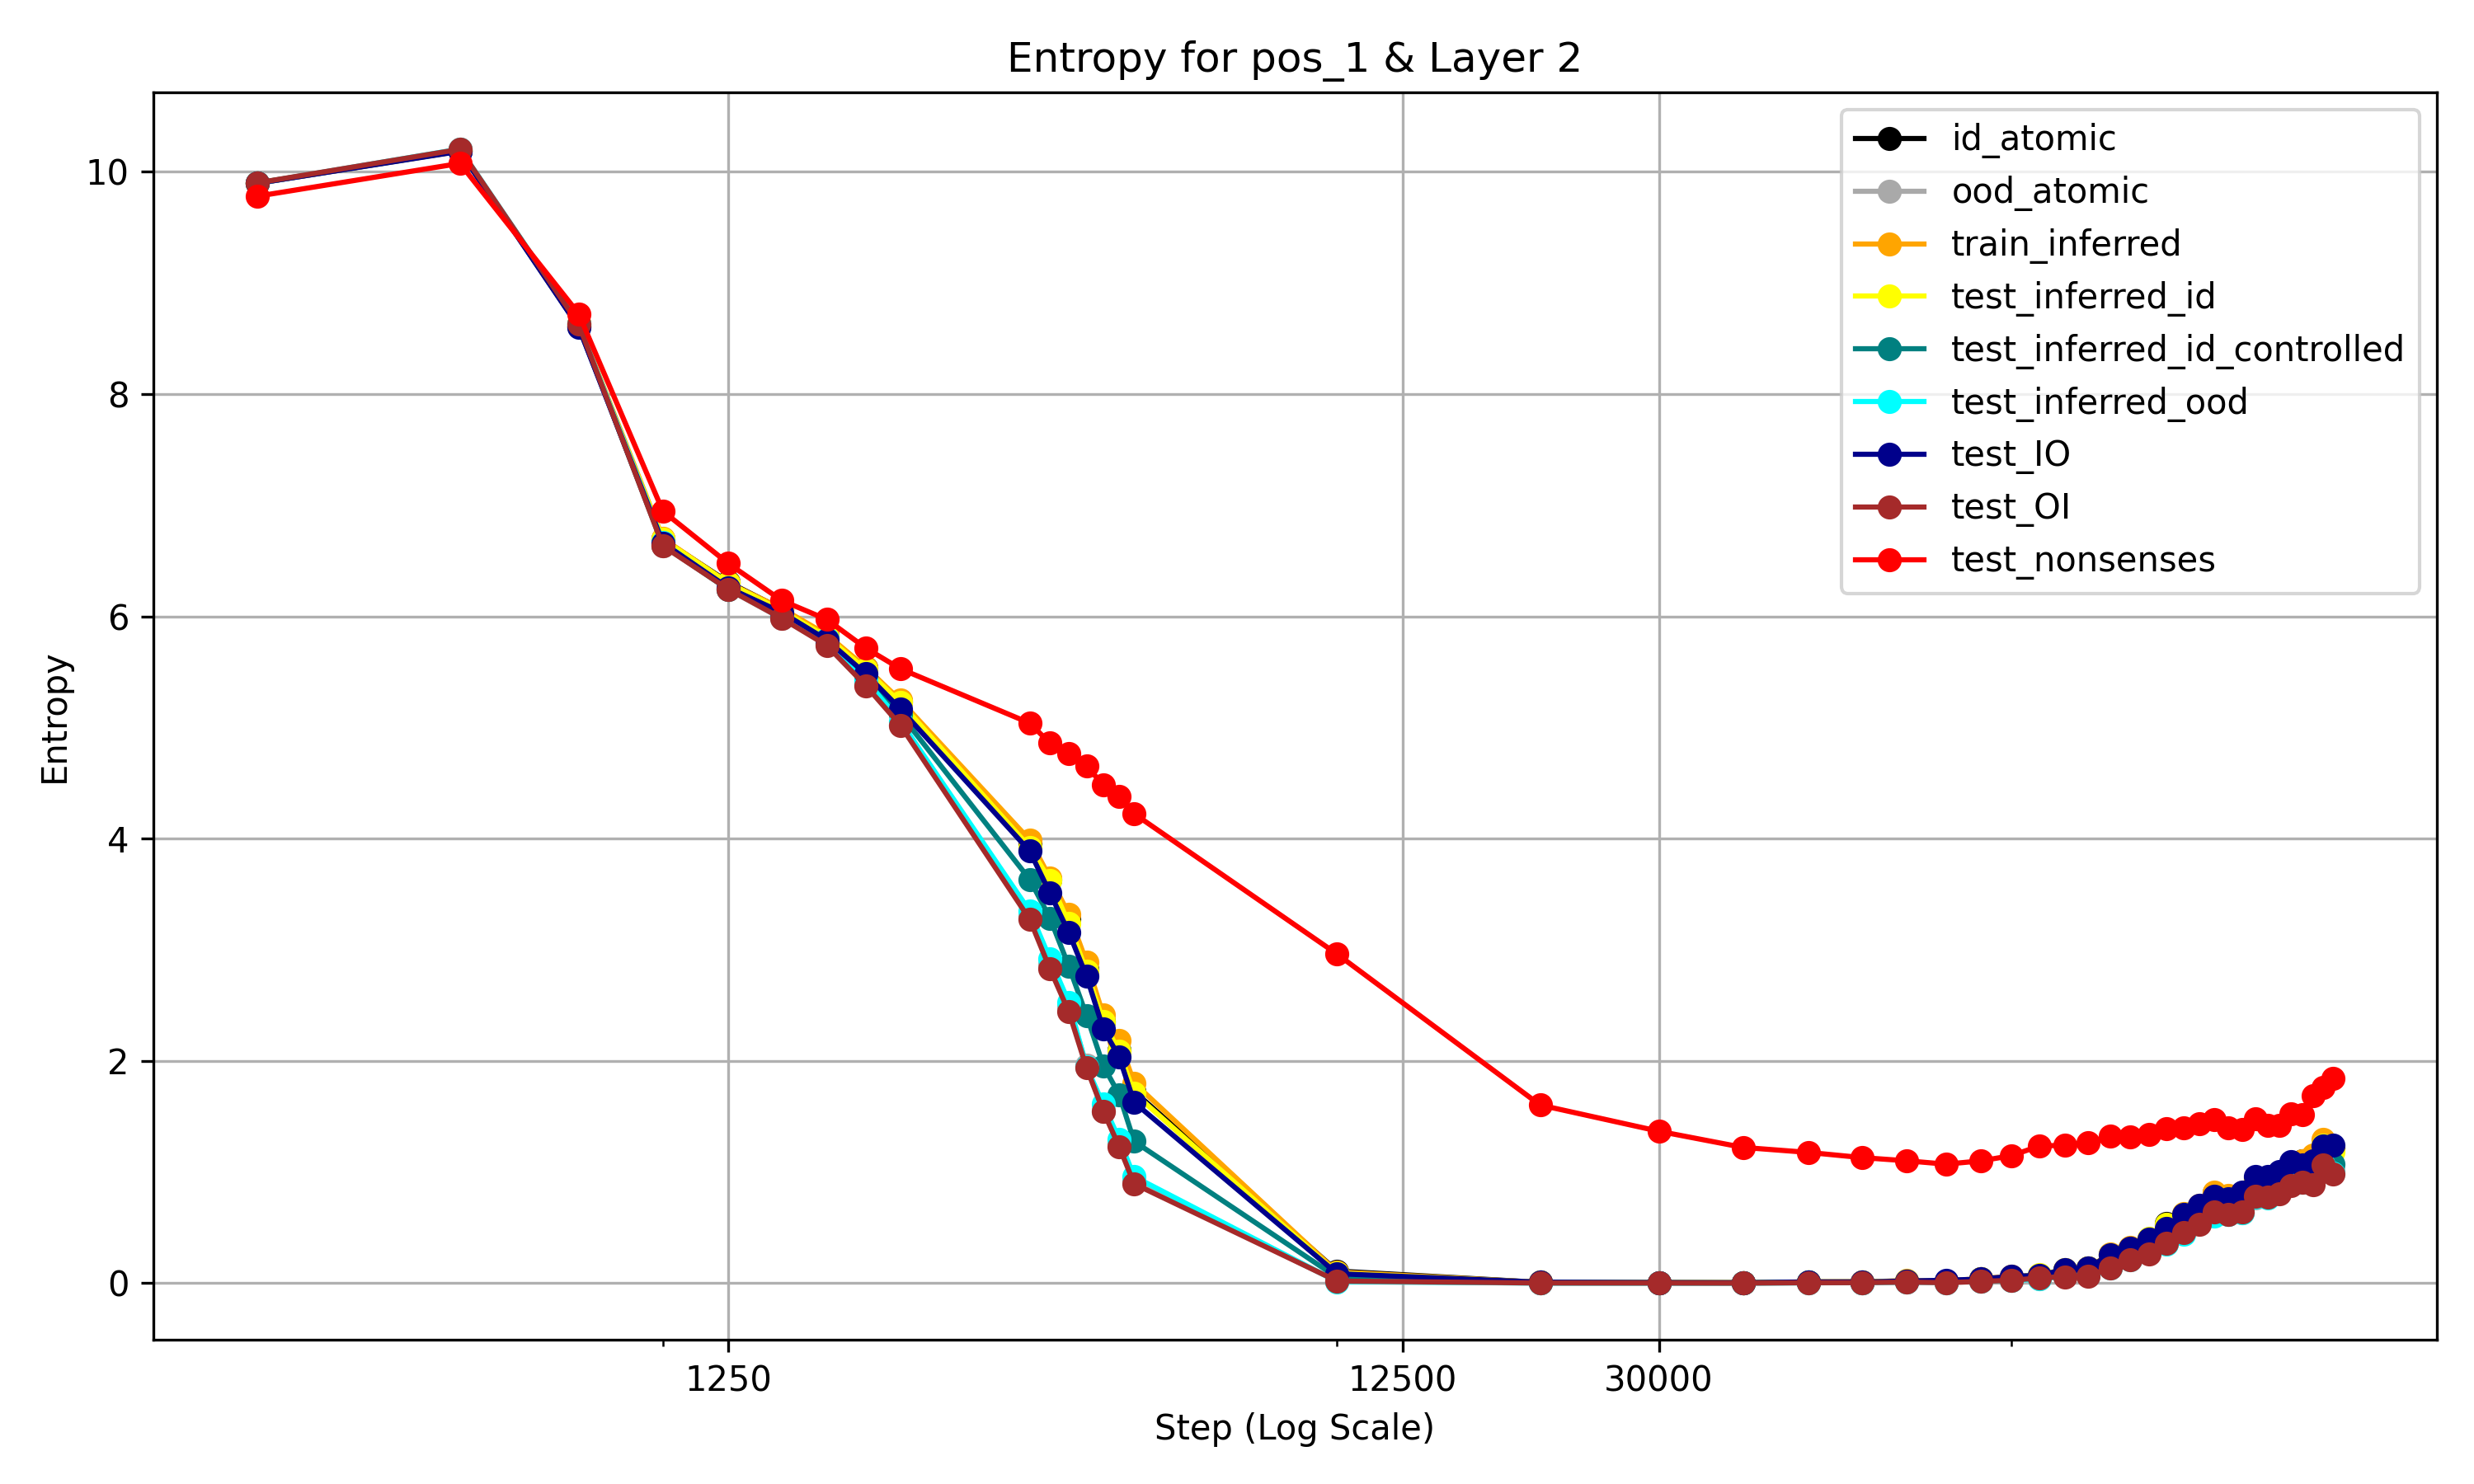 Entropy for pos_1 & Layer 2
10
8
6
4
2
0
Entropy
id_atomic
ood_atomic
train_inferred
test_inferred_id
test_inferred_id_controlled
test_inferred_ood
test_IO
test_OI
test_nonsenses
1250 12500 30000
Step (Log Scale)